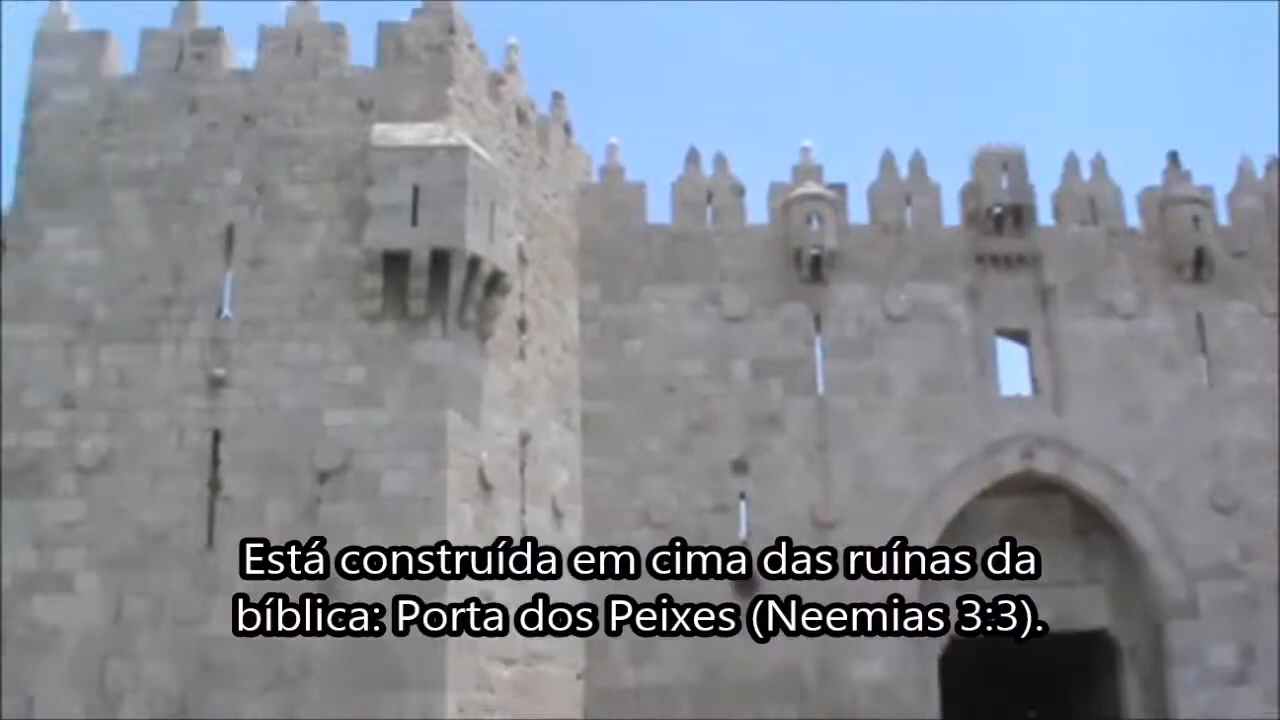 Está construída em cima das ruínas da
bíblica: Porta dos Peixes (Neemias 3:3).